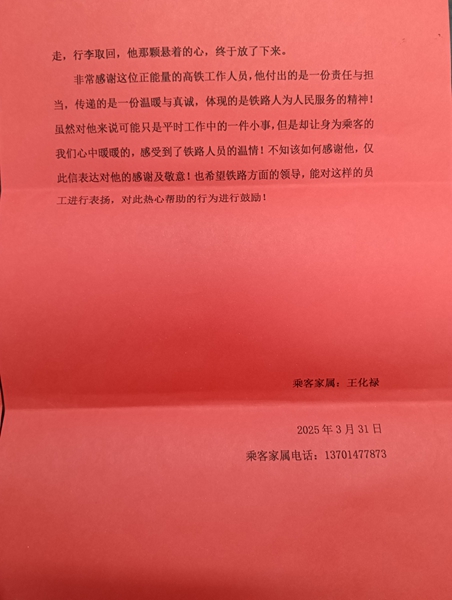 走，行李取回，他那颗悬着的心，终于放了下来。
非常感谢这位正能量的高铁工作人员，他付出的是一份责任与担
当，传递的是一份温暖与真诚，体现的是铁路人为人民服务的精神！
虽然对他来说可能只是平时工作中的一件小事，但是却让身为乘客的
我们心中暖暖的，感受到了铁路人员的温情！不知该如何感谢他，仅
此信表达对他的感谢及敬意！也希望铁路方面的领导，能对这样的员
工进行表扬，对此热心帮助的行为进行鼓励！
乘客家属：王化禄
2025年3月31日
乘客家属电话：13701477873